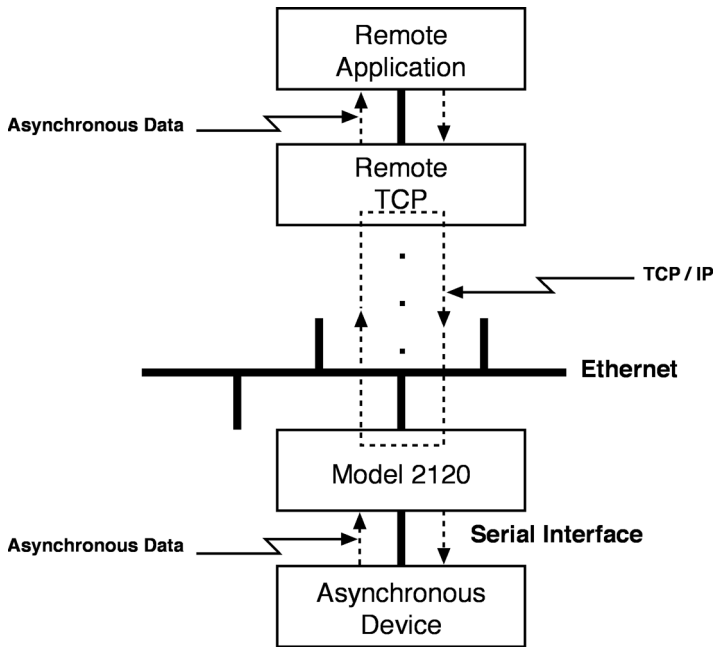 Remote
Application
Asynchronous Data
Remote
TCP
TCP / IP
Ethernet
Model 2120
Asynchronous Data
Serial Interface
Asynchronous
Device